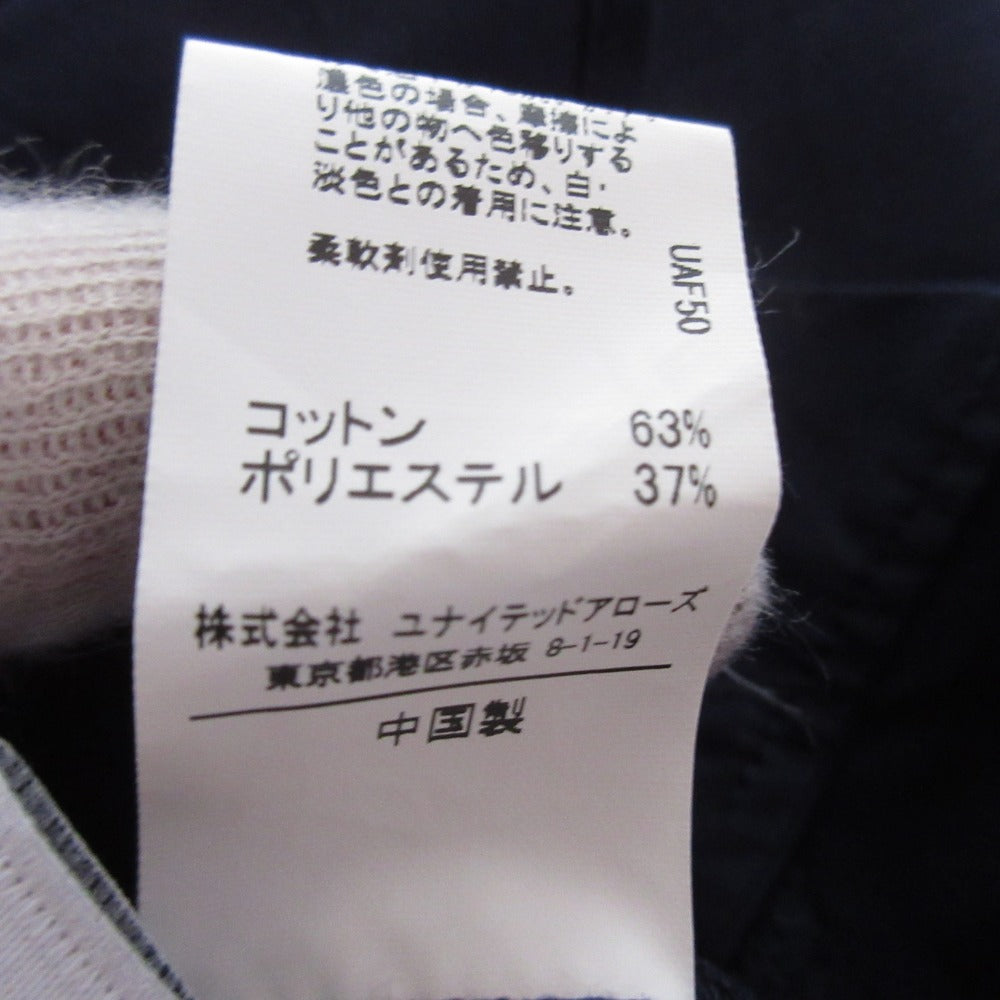 濃色の場合、摩擦によ
り他の物へ色移りする
ことがあるため、白・
淡色との着用に注意。
柔軟剤使用禁止。
UAF50
コットン 63%
ポリエステル 37%
株式会社 ユナイテッドアローズ
東京都港区赤坂 8-1-19
中国製